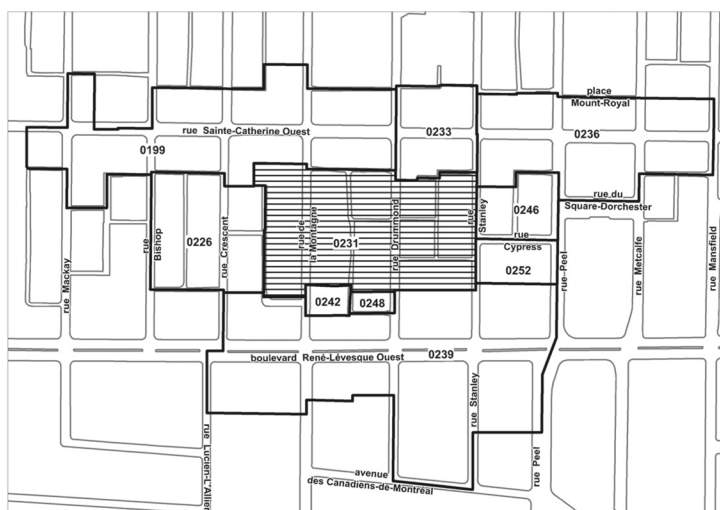 place
Mount-Royal
rue Sainte-Catherine Ouest
0233
0236
0199
rue du
Square-Dorchester
rue Mackay
rue
Bishop
0226
rue Crescent
rue de
la Montagne
0231
rue Drummond
rue
Stanley
0246
rue
Cypress
0252
rue Peel
rue Metcalfe
rue Mansfield
0242
0248
boulevard René-Lévesque Ouest
0239
rue Stanley
rue Lucien-L'Allier
rue Peel
avenue
des Canadiens-de-Montréal